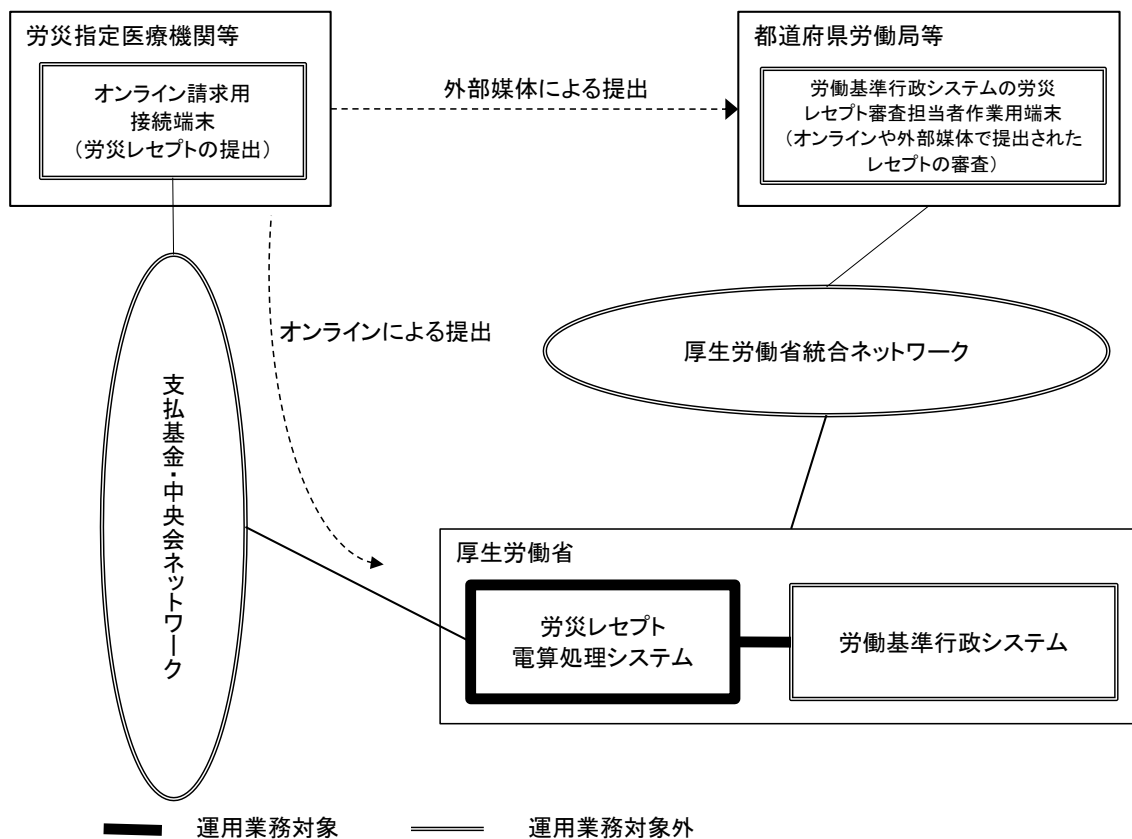 労災指定医療機関等
オンライン請求用
接続端末
（労災レセプトの提出）
外部媒体による提出
都道府県労働局等
労働基準行政システムの労災
レセプト審査担当者作業用端末
（オンラインや外部媒体で提出された
レセプトの審査）
オンラインによる提出
厚生労働省統合ネットワーク
支払基金・中央会ネットワーク
厚生労働省
労災レセプト
電算処理システム
労働基準行政システム
運用業務対象
運用業務対象外